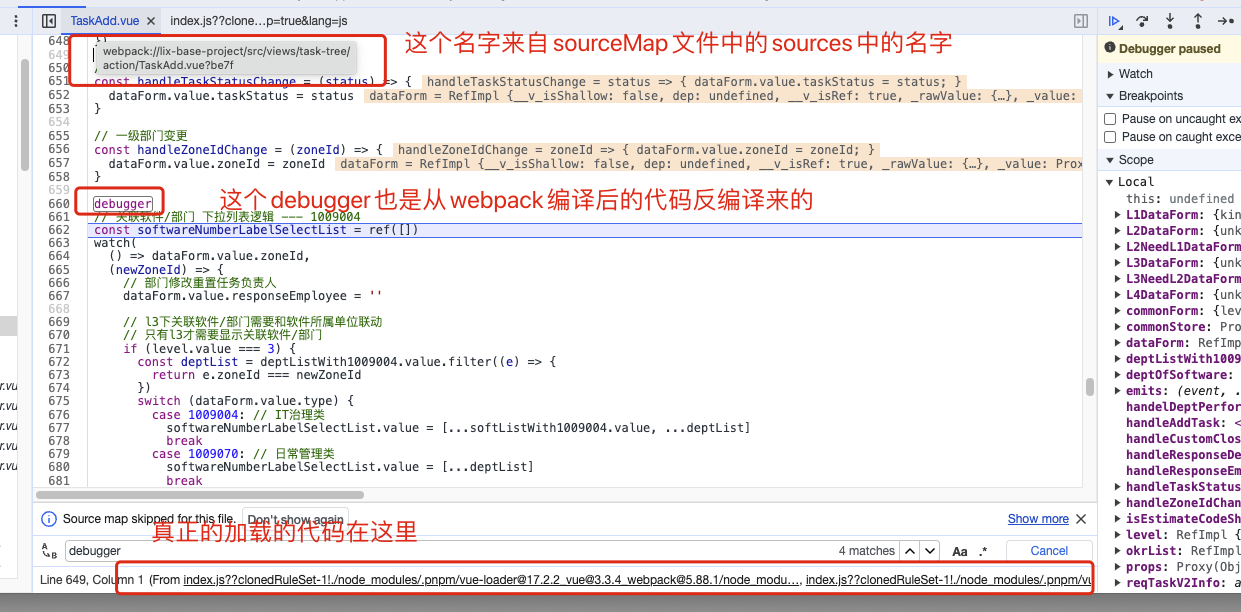 TaskAdd.vue ×
index.js??clone…p=true&lang=js
648
})
webpack://lix-base-project/src/views/task-tree/
action/TaskAdd.vue?be7f
这个名字来自 sourceMap 文件中的 sources 中的名字
650
651 const handleTaskStatusChange = (status) => { handleTaskStatusChange = status => { dataForm.value.taskStatus = status; }
652 dataForm.value.taskStatus = status dataForm = RefImpl {__v_isShallow: false, dep: undefined, __v_isRef: true, _rawValue: {…}, _value:
653 }
654
655 // 一级部门变更
656 const handleZoneIdChange = (zoneId) => { handleZoneIdChange = zoneId => { dataForm.value.zoneId = zoneId; }
657 dataForm.value.zoneId = zoneId dataForm = RefImpl {__v_isShallow: false, dep: undefined, __v_isRef: true, _rawValue: {…}, _value: Prox
658 }
659
660 debugger
这个 debugger 也是从 webpack 编译后的代码反编译来的
661 // 关联软件/部门 下拉列表逻辑 --- 1009004
662 const softwareNumberLabelSelectList = ref([])
663 watch(
664 () => dataForm.value.zoneId,
665 (newZoneId) => {
666 // 部门修改重置任务负责人
667 dataForm.value.responseEmployee = ''
668
669 // l3下关联软件/部门需要和软件所属单位联动
670 // 只有l3才需要显示关联软件/部门
671 if (level.value === 3) {
672 const deptList = deptListWith1009004.value.filter((e) => {
673 return e.zoneId === newZoneId
674 })
675 switch (dataForm.value.type) {
676 case 1009004: // IT治理类
677 softwareNumberLabelSelectList.value = [...softListWith1009004.value, ...deptList]
678 break
679 case 1009070: // 日常管理类
680 softwareNumberLabelSelectList.value = [...deptList]
681 break
r.vu
r.vu
r.vu
r.vu
r.vu
Source map skipped for this file. Don't show again
Show more ×
真正的加载的代码在这里
debugger
4 matches
Aa .*
Cancel
Line 649, Column 1 (From index.js??clonedRuleSet-1!./node_modules/.pnpm/vue-loader@17.2.2_vue@3.3.4_webpack@5.88.1/node_modu…, index.js??clonedRuleSet-1!./node_modules/.pnpm/vu
Debugger paused
Watch
Breakpoints
Pause on uncaught ex
Pause on caught exce
Scope
Local
this: undefined
L1DataForm: {kin
L2DataForm: {unk
L2NeedL1DataForm
L3DataForm: {unk
L3NeedL2DataForm
L4DataForm: {unk
commonForm: {lev
commonStore: Pro
dataForm: RefImp
deptListWith1009
deptOfSoftware:
emits: (event, .
handelDeptPerfor
handleAddTask: <
handleCustomClos
handleResponseDe
handleResponseEm
handleTaskStatus
handleZoneIdChan
isEstimateCodeSh
level: RefImpl {
okrList: RefImpl
props: Proxy(Obj
reqTaskV2Info: a